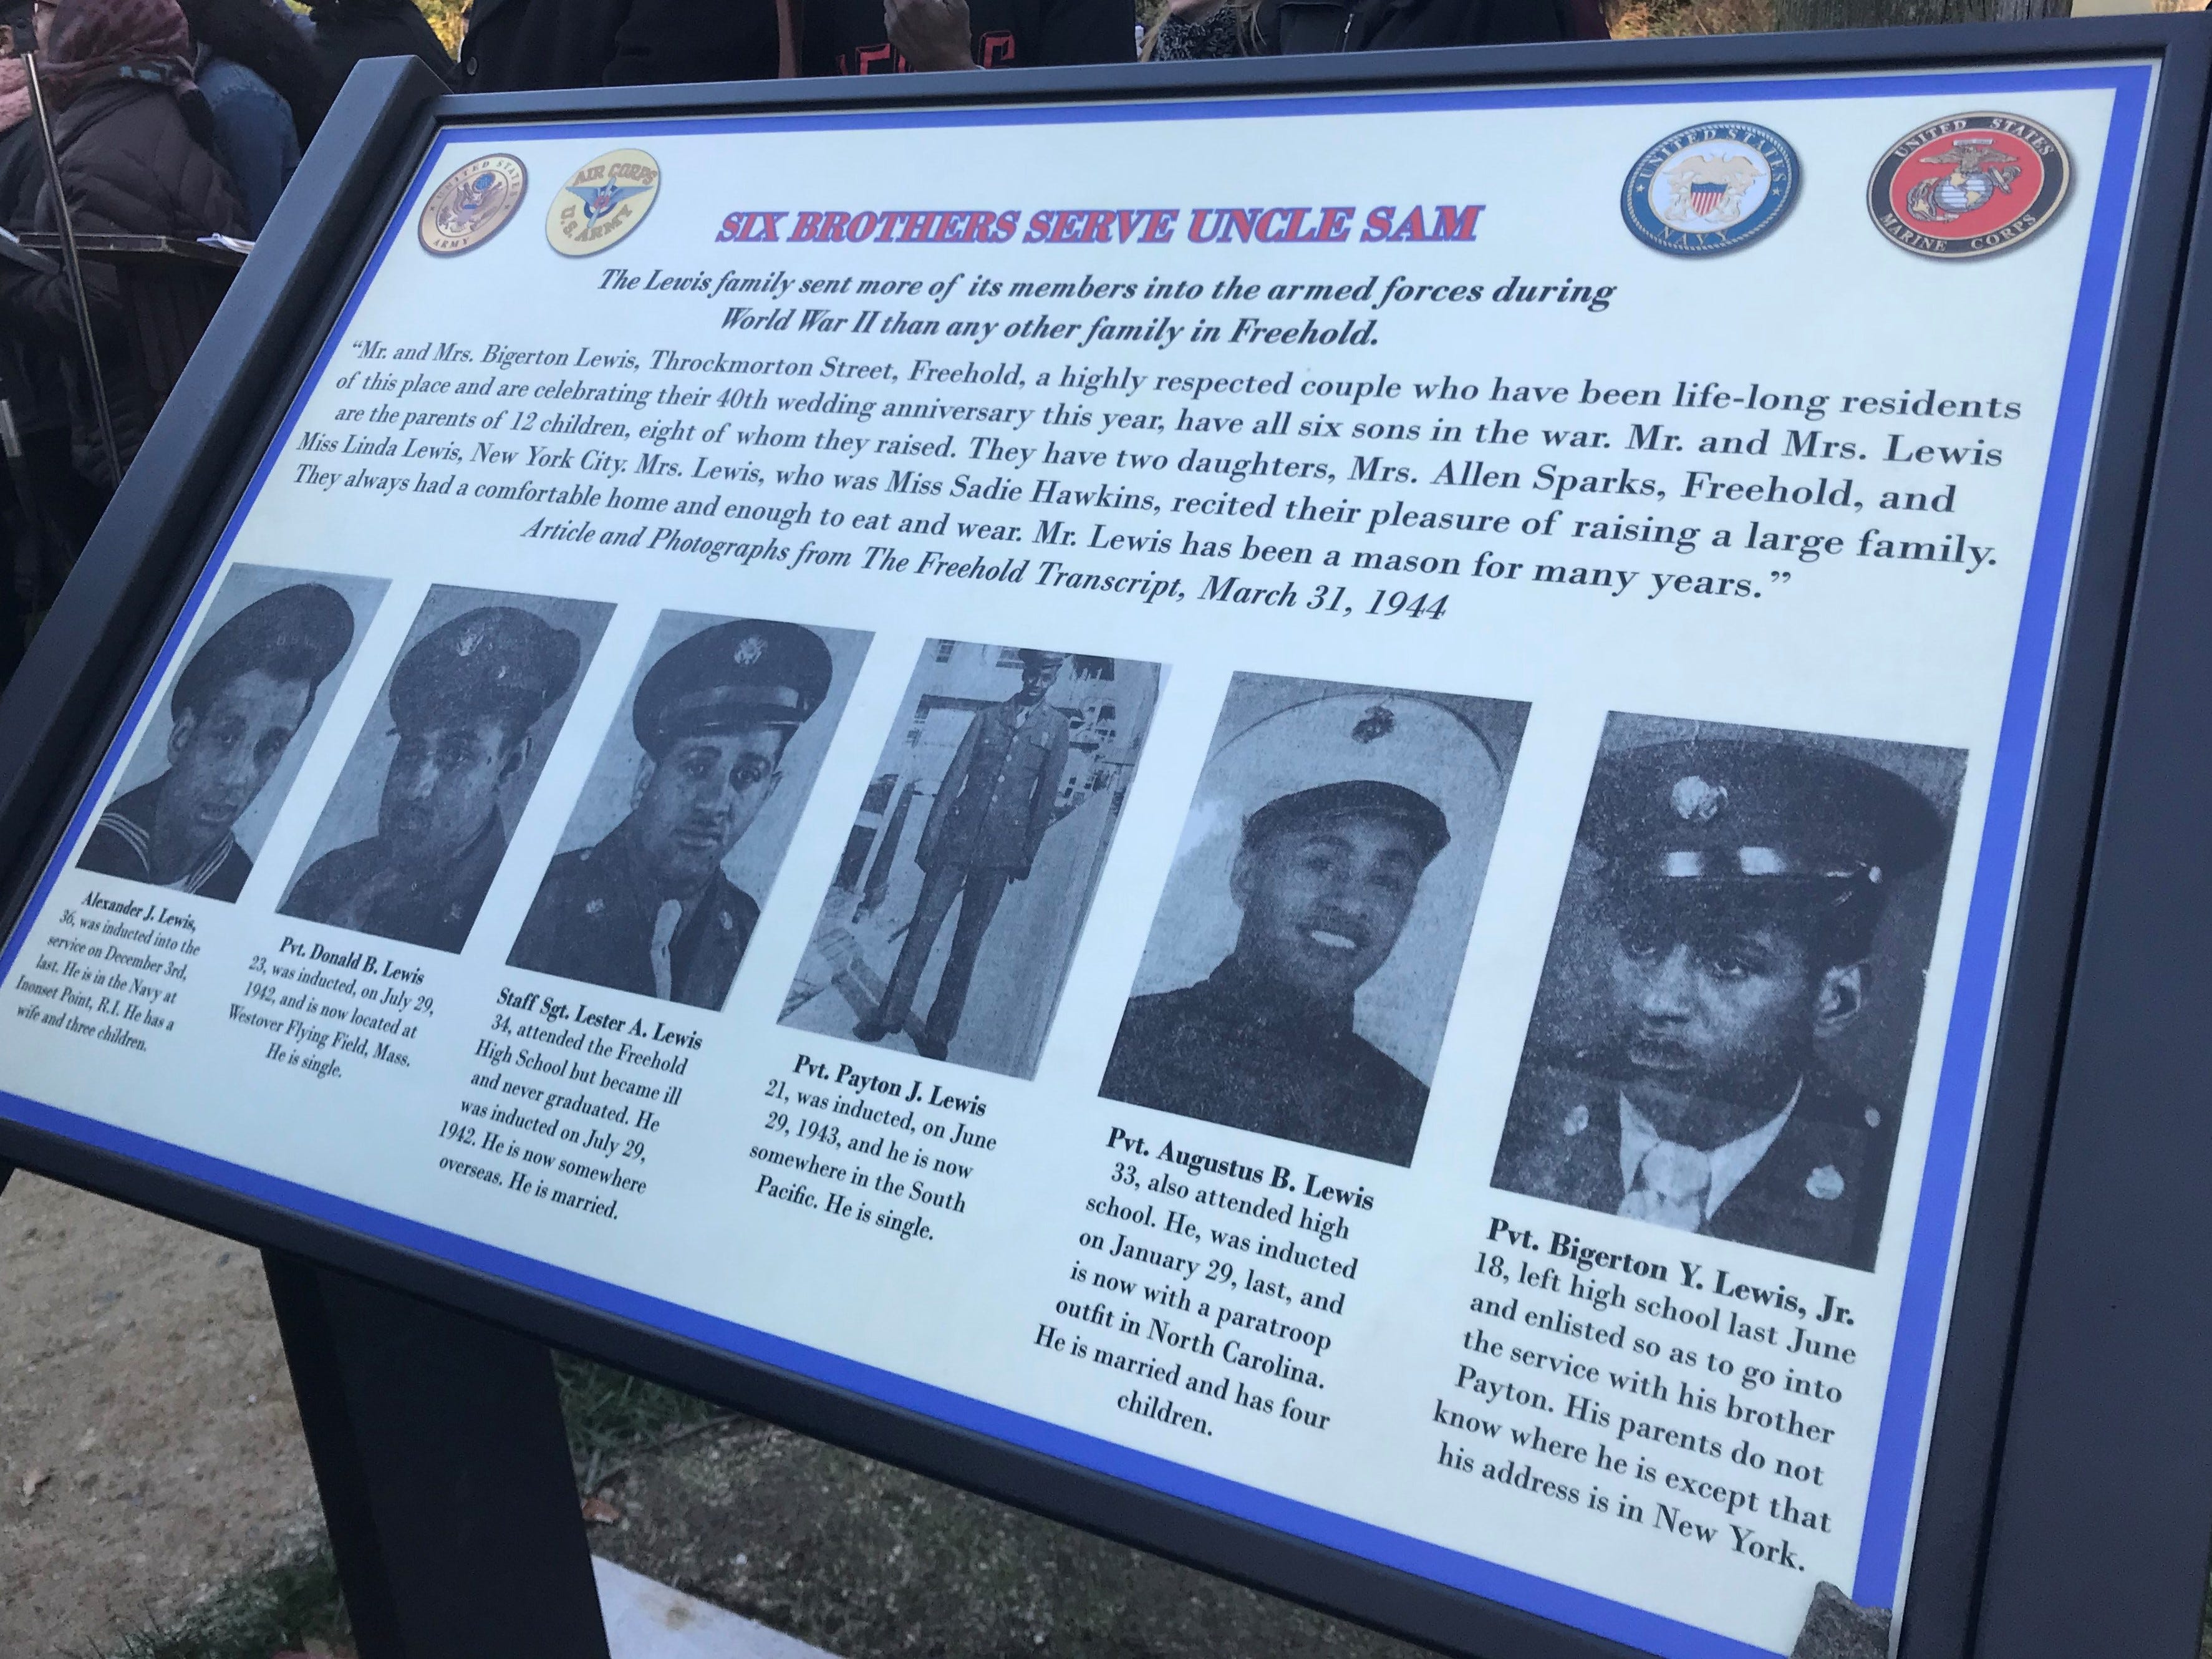 UNITED STATES
ARMY
AIR CORPS
U.S. ARMY
UNITED STATES
NAVY
UNITED STATES
MARINE CORPS
SIX BROTHERS SERVE UNCLE SAM
The Lewis family sent more of its members into the armed forces during
World War II than any other family in Freehold.
“Mr. and Mrs. Bigerton Lewis, Throckmorton Street, Freehold, a highly respected couple who have been life-long residents
of this place and are celebrating their 40th wedding anniversary this year, have all six sons in the war. Mr. and Mrs. Lewis
are the parents of 12 children, eight of whom they raised. They have two daughters, Mrs. Allen Sparks, Freehold, and
Miss Linda Lewis, New York City. Mrs. Lewis, who was Miss Sadie Hawkins, recited their pleasure of raising a large family.
They always had a comfortable home and enough to eat and wear. Mr. Lewis has been a mason for many years.”
Article and Photographs from The Freehold Transcript, March 31, 1944
Alexander J. Lewis,
36, was inducted into the
service on December 3rd,
last. He is in the Navy at
Inonset Point, R.I. He has a
wife and three children.
Pvt. Donald B. Lewis
23, was inducted, on July 29,
1942, and is now located at
Westover Flying Field, Mass.
He is single.
Staff Sgt. Lester A. Lewis
34, attended the Freehold
High School but became ill
and never graduated. He
was inducted on July 29,
1942. He is now somewhere
overseas. He is married.
Pvt. Payton J. Lewis
21, was inducted, on June
29, 1943, and he is now
somewhere in the South
Pacific. He is single.
Pvt. Augustus B. Lewis
33, also attended high
school. He, was inducted
on January 29, last, and
is now with a paratroop
outfit in North Carolina.
He is married and has four
children.
Pvt. Bigerton Y. Lewis, Jr.
18, left high school last June
and enlisted so as to go into
the service with his brother
Payton. His parents do not
know where he is except that
his address is in New York.